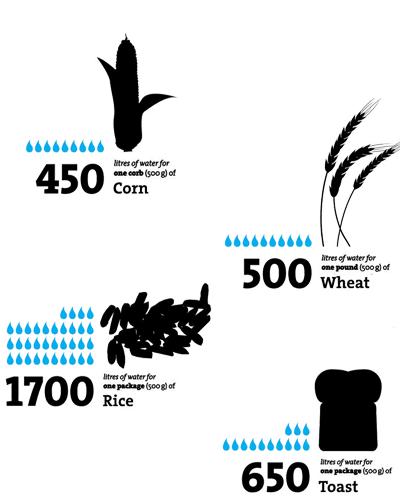 litres of water for
one corb (500 g) of
450 Corn
litres of water for
one pound (500 g) of
500 Wheat
litres of water for
one package (500 g) of
1700 Rice
litres of water for
one package (500 g) of
650 Toast